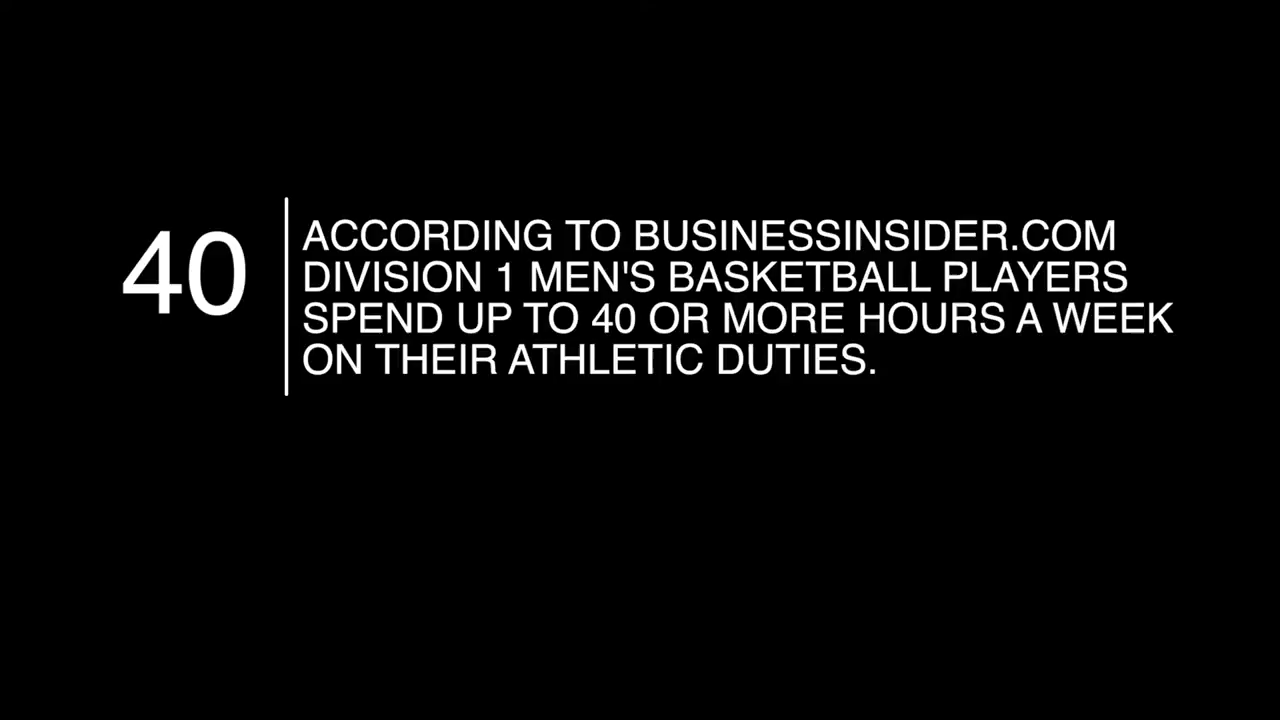 40
ACCORDING TO BUSINESSINSIDER.COM
DIVISION 1 MEN'S BASKETBALL PLAYERS
SPEND UP TO 40 OR MORE HOURS A WEEK
ON THEIR ATHLETIC DUTIES.